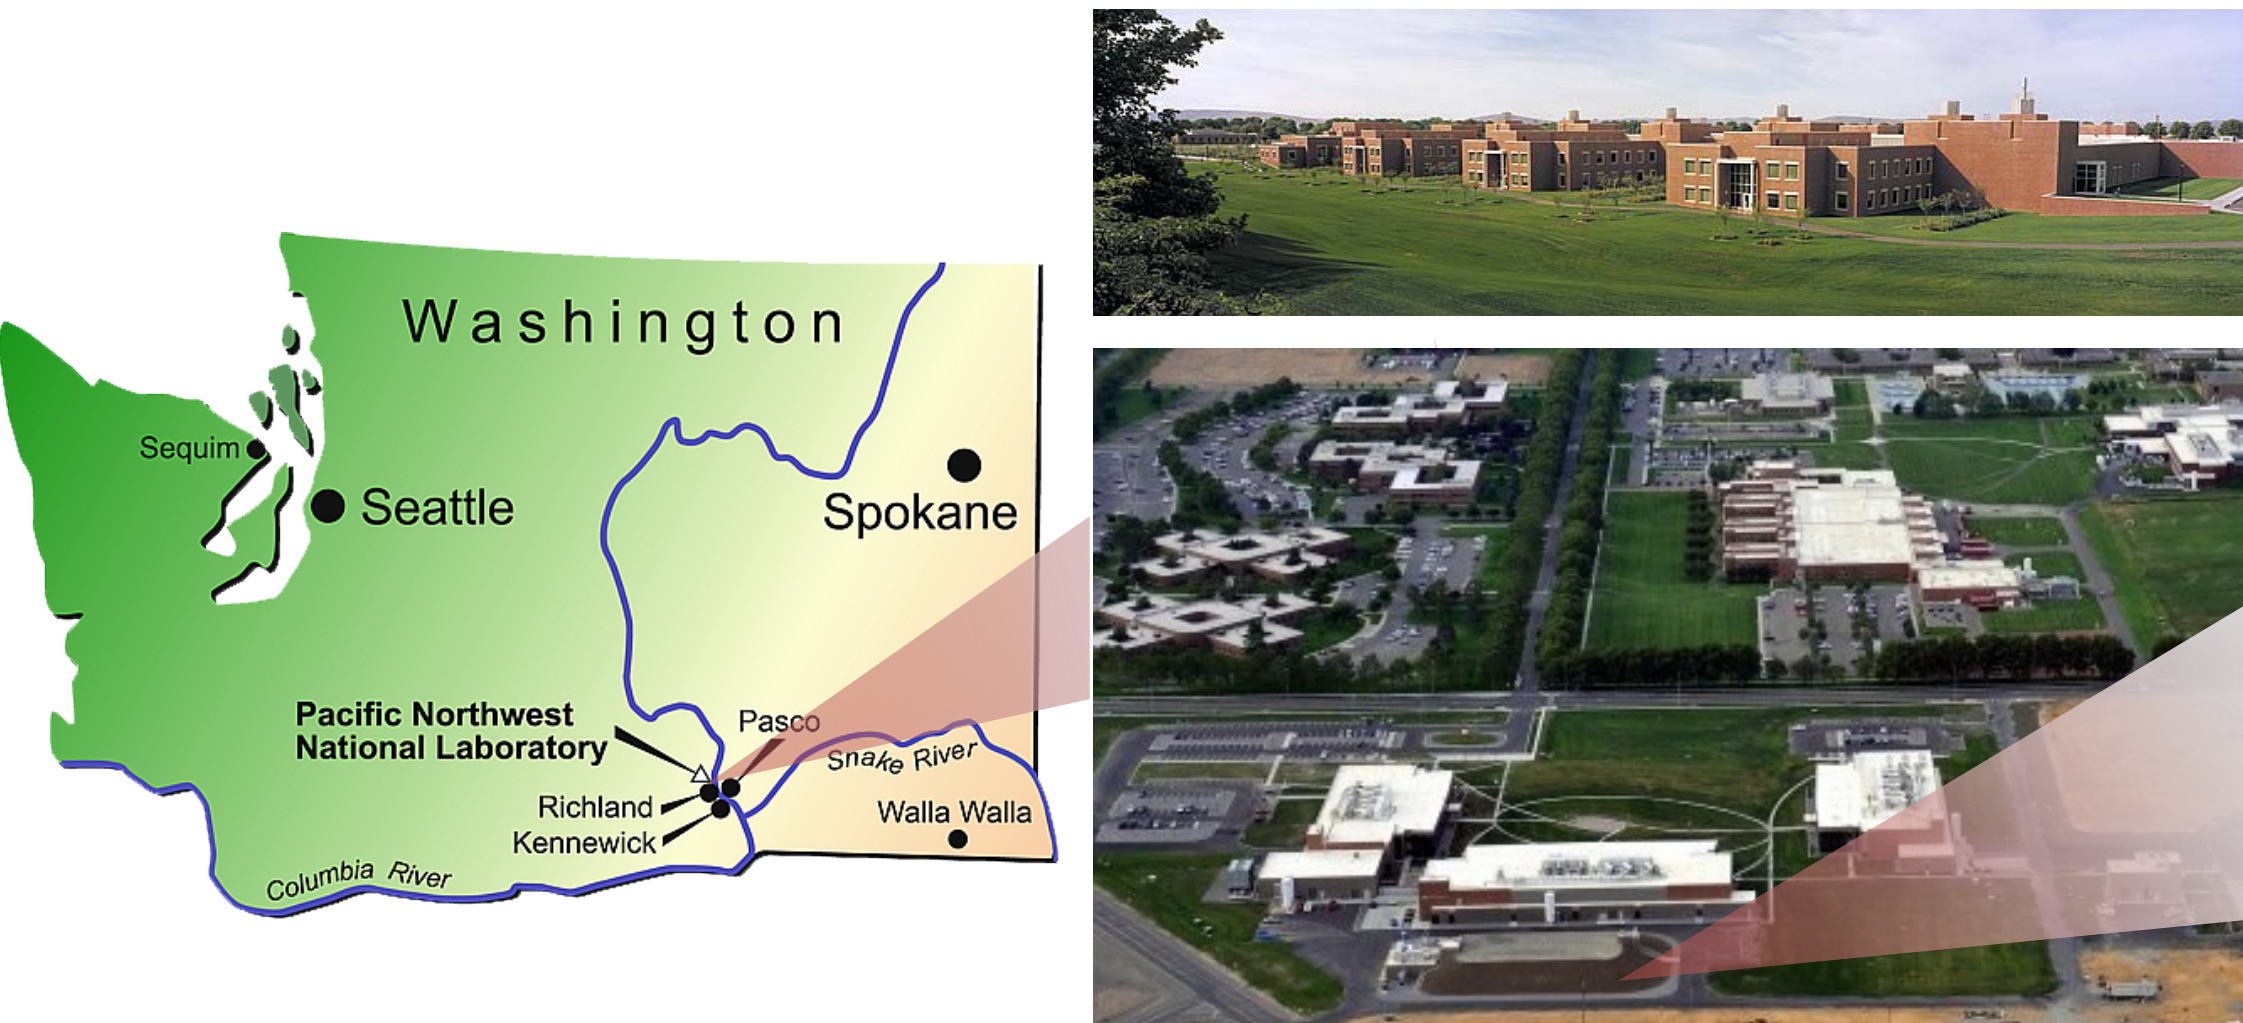 Washington
Sequim
Seattle
Spokane
Pacific Northwest
National Laboratory
Pasco
Snake River
Richland
Walla Walla
Kennewick
Columbia River